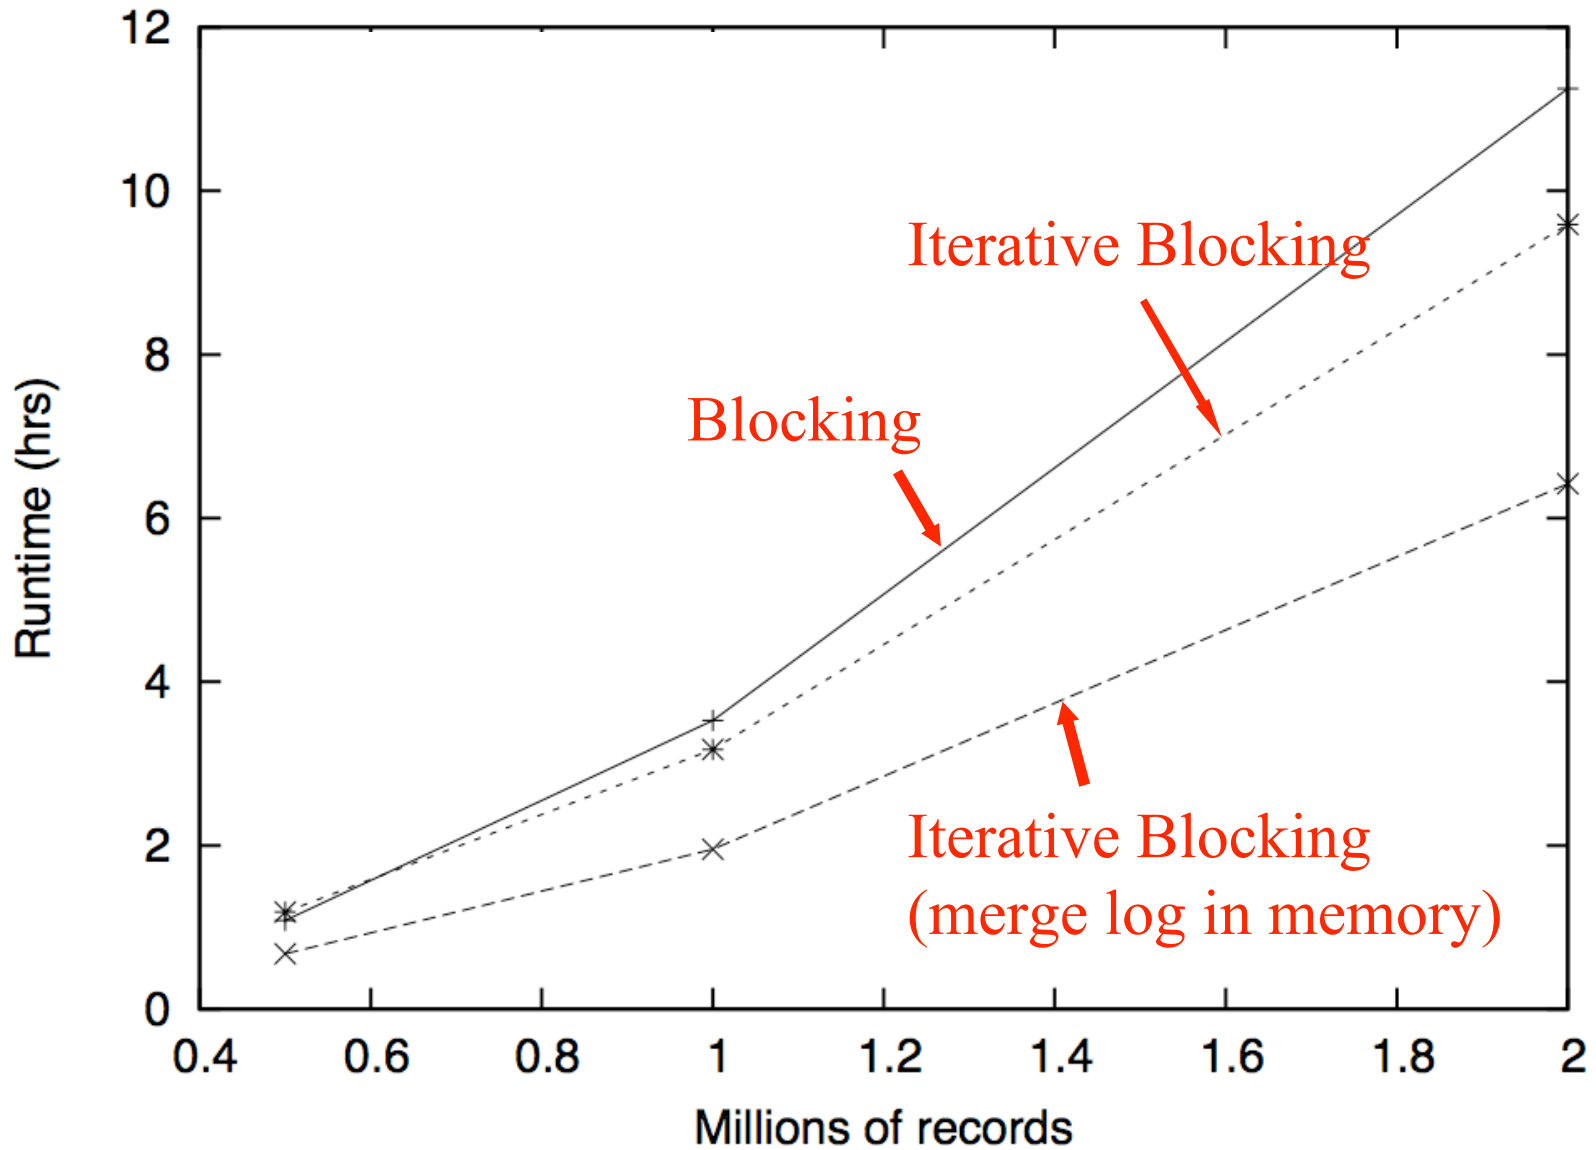 12
10
8
6
4
2
0
Runtime (hrs)
Iterative Blocking
Blocking
Iterative Blocking
(merge log in memory)
0.4 0.6 0.8 1 1.2 1.4 1.6 1.8 2
Millions of records